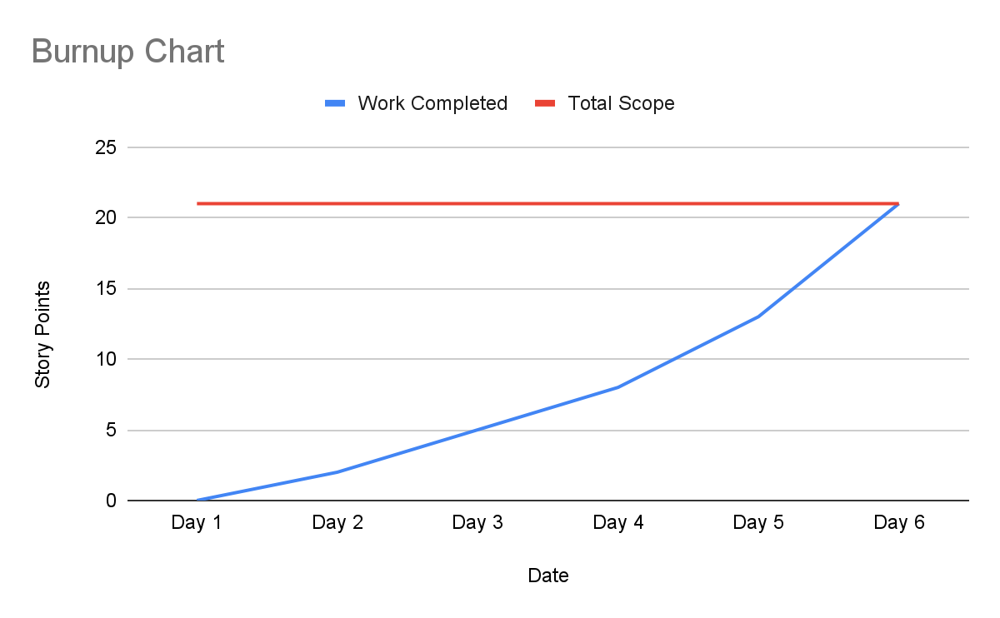 Burnup Chart
Work Completed
Total Scope
25
20
15
10
5
0
Story Points
Day 1
Day 2
Day 3
Day 4
Day 5
Day 6
Date